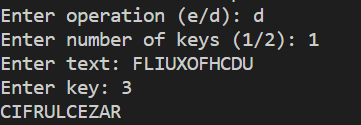 Enter operation (e/d): d
Enter number of keys (1/2): 1
Enter text: FLIUXOFHCDU
Enter key: 3
CIFRULCEZAR